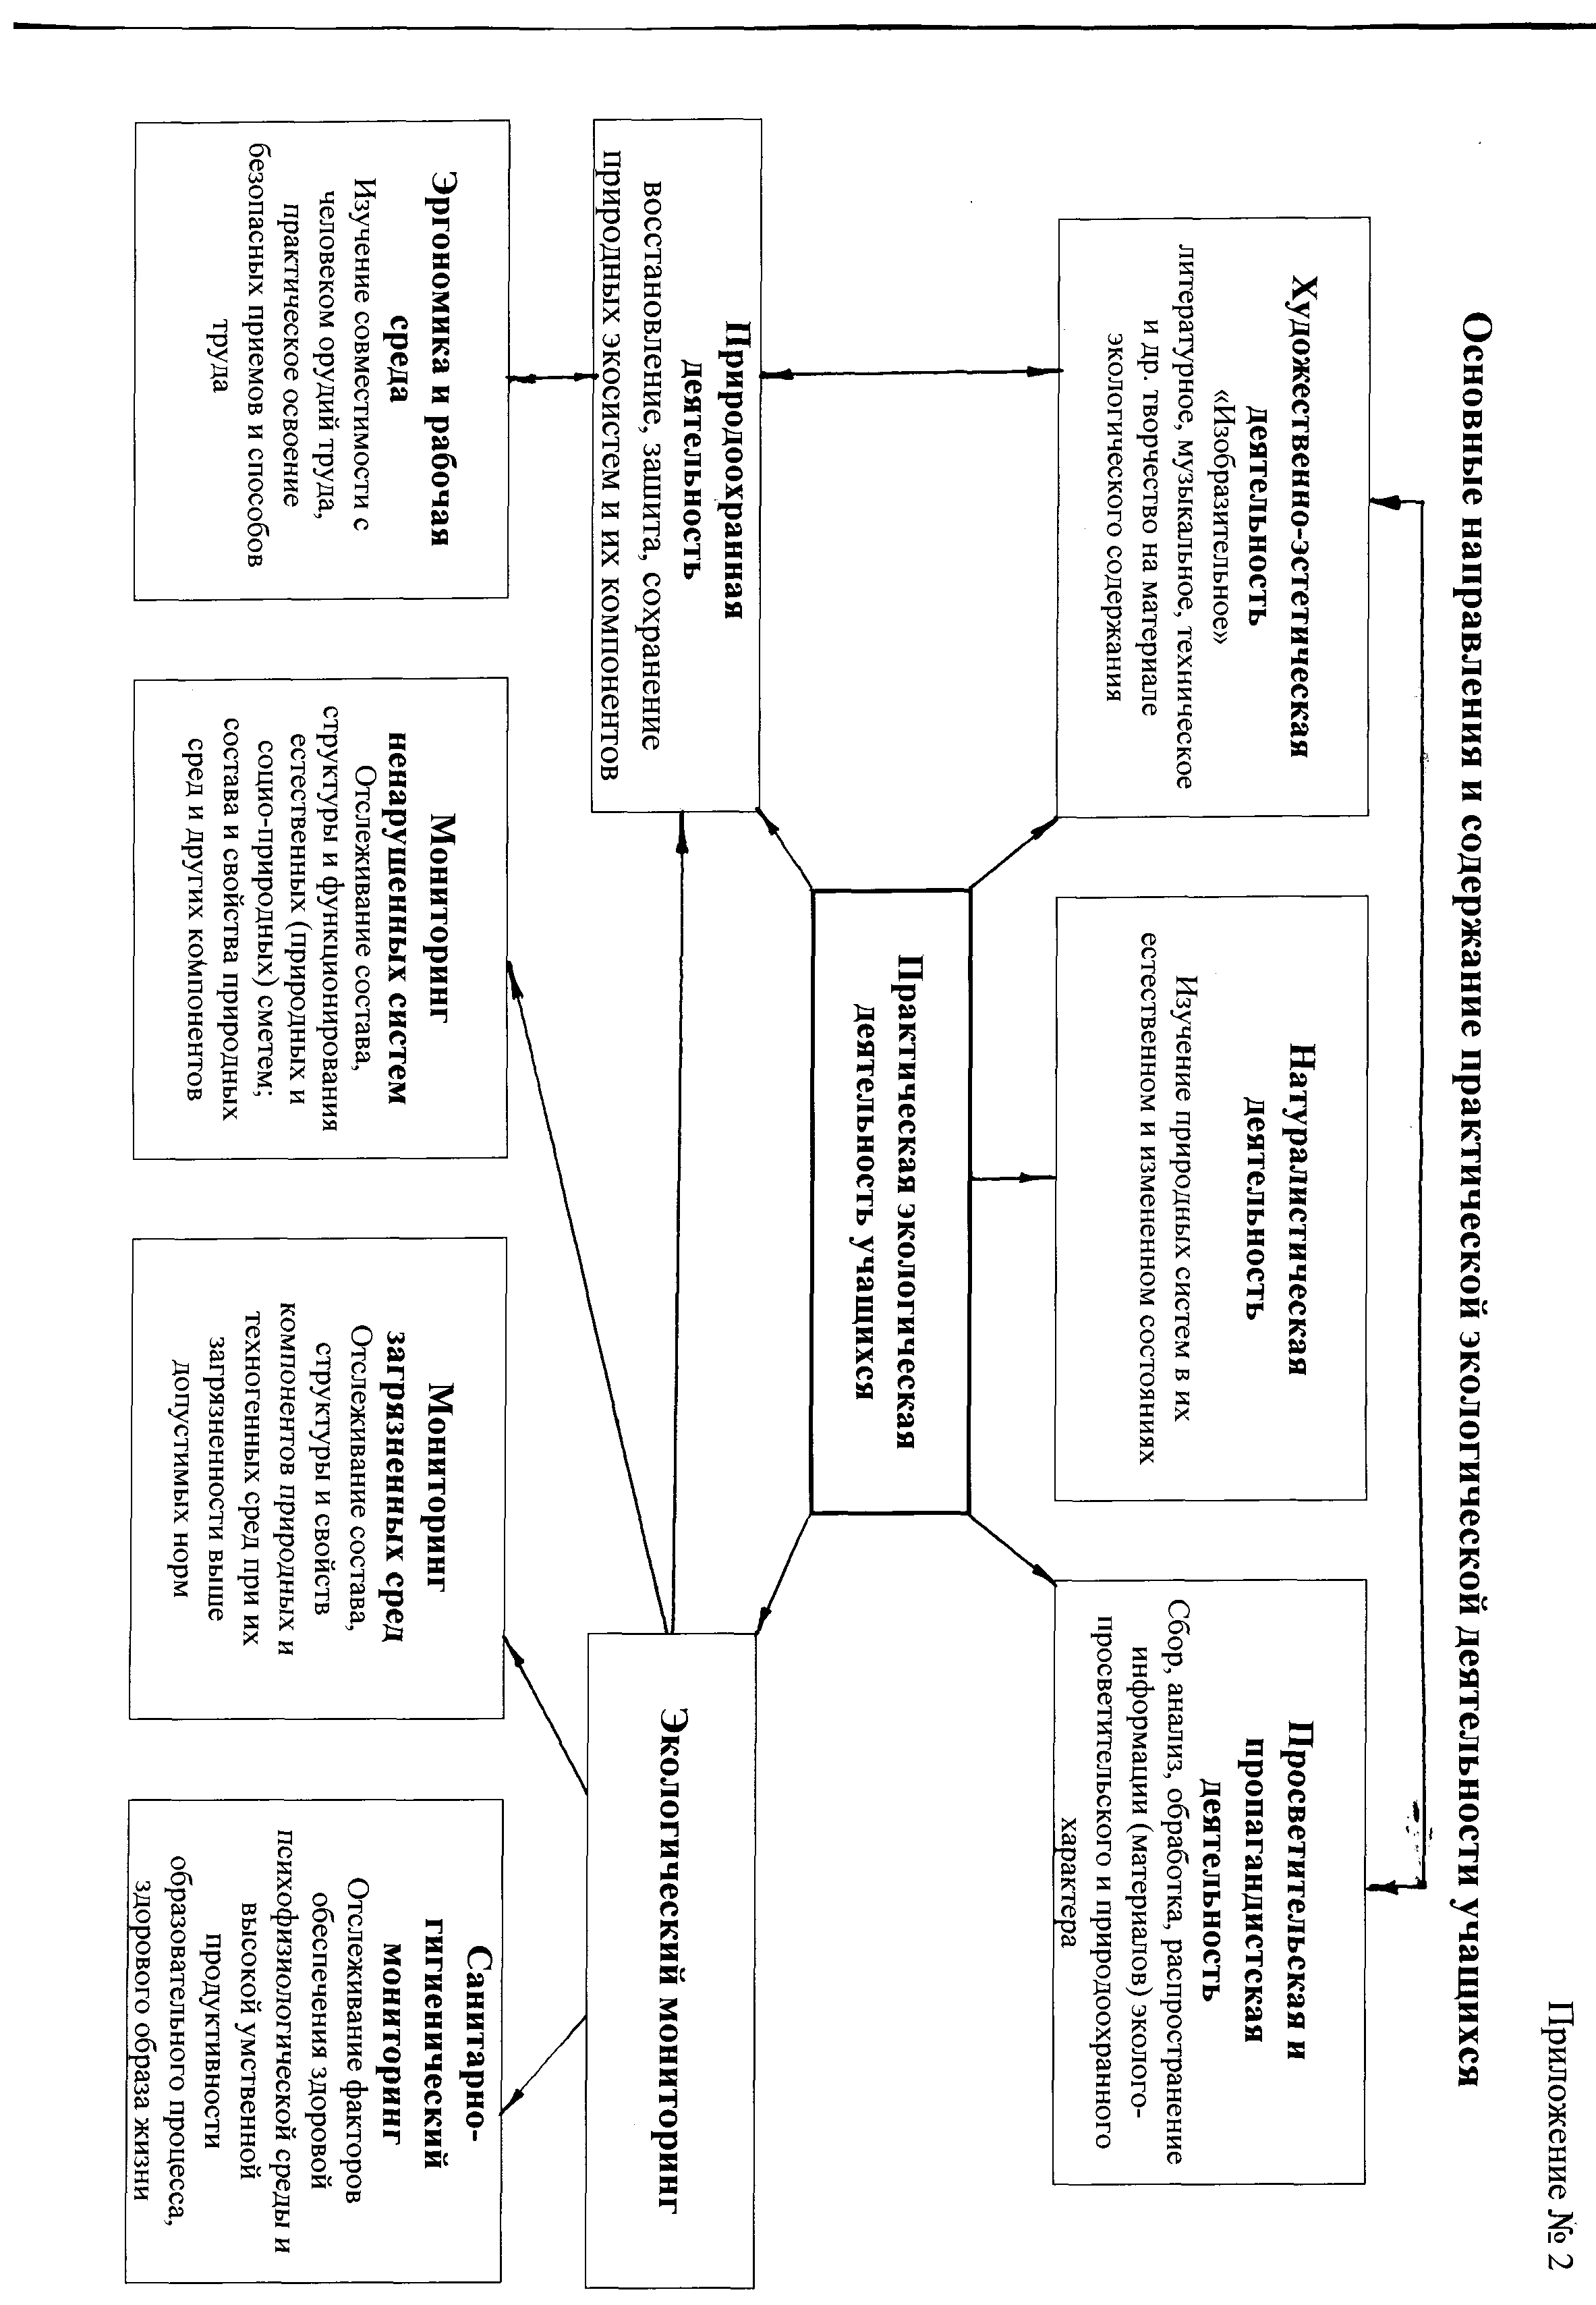 Приложение № 2
Основные направления и содержание практической экологической деятельности учащихся
Художественно-эстетическая
деятельность
«Изобразительное»
литературное, музыкальное, техническое
и др. творчество на материале
экологического содержания
Натуралистическая
деятельность
Изучение природных систем в их
естественном и измененном состояниях
Просветительская и
пропагандистская
деятельность
Сбор, анализ, обработка, распространение
информации (материалов) эколого-
просветительского и природоохранного
характера
Практическая экологическая
деятельность учащихся
Природоохранная
деятельность
восстановление, зашита, сохранение
природных экосистем и их компонентов
Экологический мониторинг
Эргономика и рабочая
среда
Изучение совместимости с
человеком орудий труда,
практическое освоение
безопасных приемов и способов
труда
Мониторинг
ненарушенных систем
Отслеживание состава,
структуры и функционирования
естественных (природных и
социо-природных) сметем;
состава и свойства природных
сред и других компонентов
Мониторинг
загрязненных сред
Отслеживание состава,
структуры и свойств
компонентов природных и
техногенных сред при их
загрязненности выше
допустимых норм
Санитарно-
гигиенический
мониторинг
Отслеживание факторов
обеспечения здоровой
психофизиологической среды и
высокой умственной
продуктивности
образовательного процесса,
здорового образа жизни